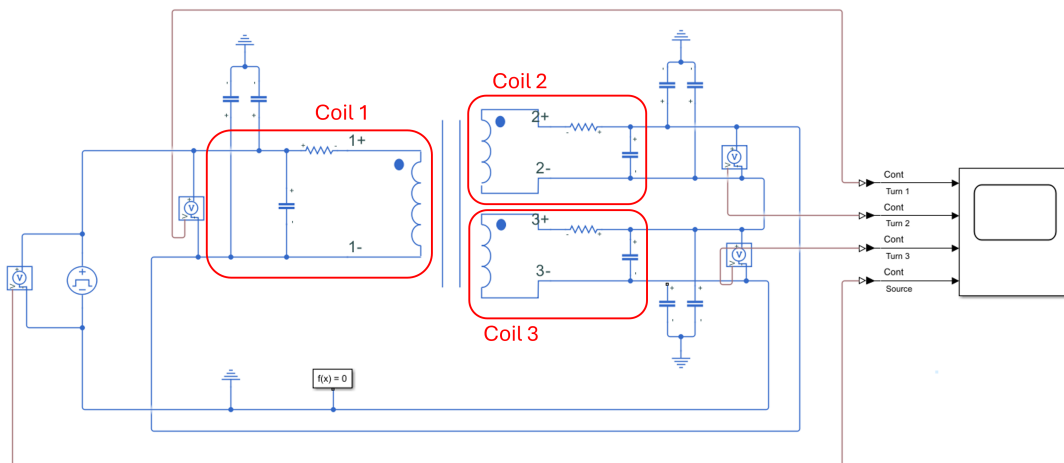 Coil 1
Coil 2
1+
1-
2+
2-
3+
3-
Coil 3
V
V
V
V
Cont
Turn 1
Cont
Turn 2
Cont
Turn 3
Cont
Source
f(x) = 0